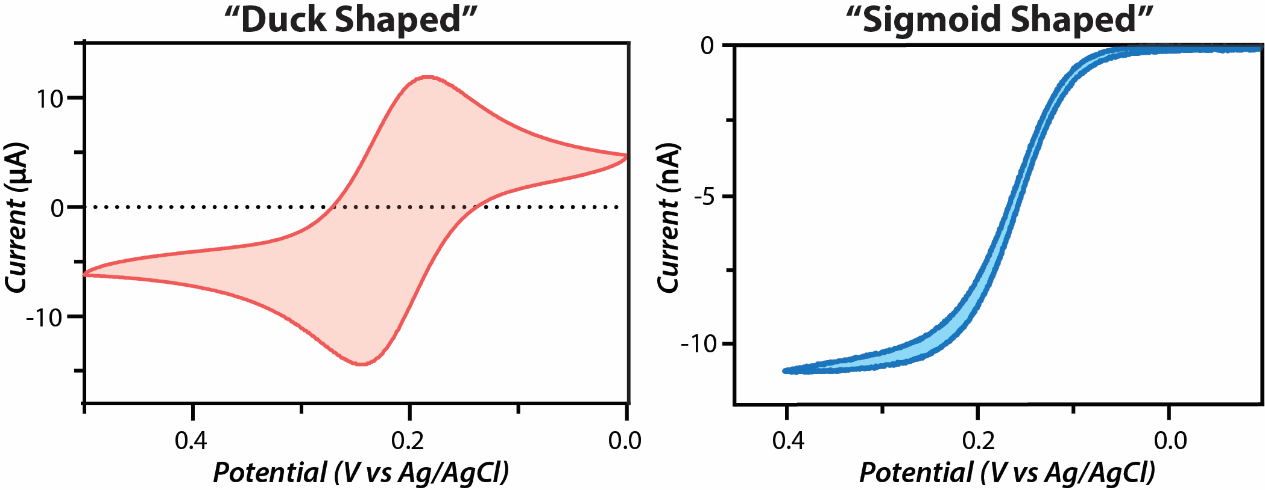 “Duck Shaped”
Current (µA)
10
0
-10
0.4
0.2
0.0
Potential (V vs Ag/AgCl)
“Sigmoid Shaped”
Current (nA)
0
-5
-10
0.4
0.2
0.0
Potential (V vs Ag/AgCl)